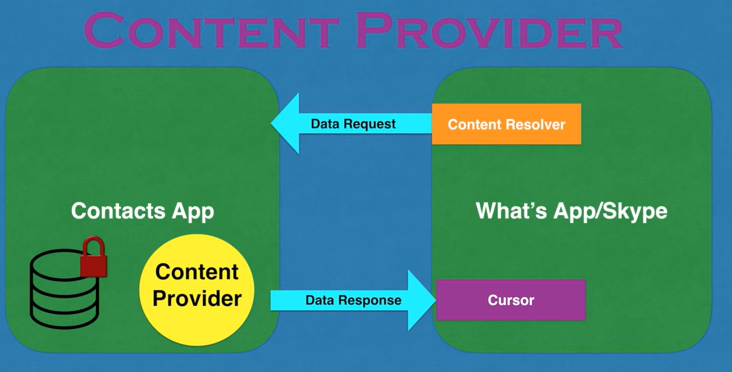 CONTENT PROVIDER
Data Request
Content Resolver
Contacts App
What's App/Skype
Content
Provider
Data Response
Cursor